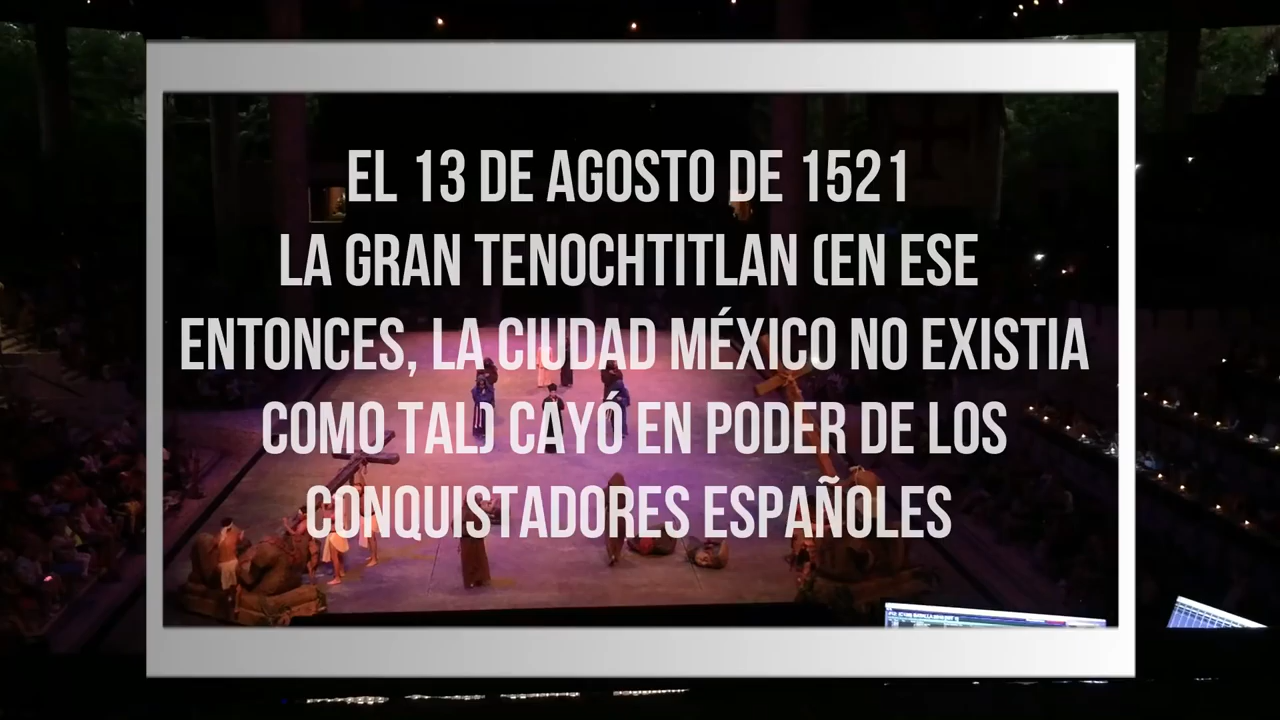 EL 13 DE AGOSTO DE 1521
LA GRAN TENOCHTITLAN (EN ESE
ENTONCES, LA CIUDAD MÉXICO NO EXISTIA
COMO TAL) CAYÓ EN PODER DE LOS
CONQUISTADORES ESPAÑOLES